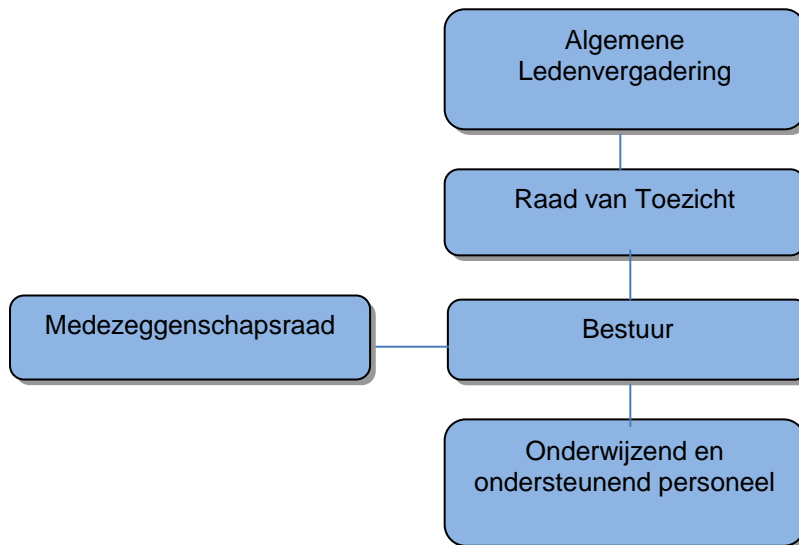 Algemene
Ledenvergadering
Raad van Toezicht
Medezeggenschapsraad
Bestuur
Onderwijzend en
ondersteunend personeel